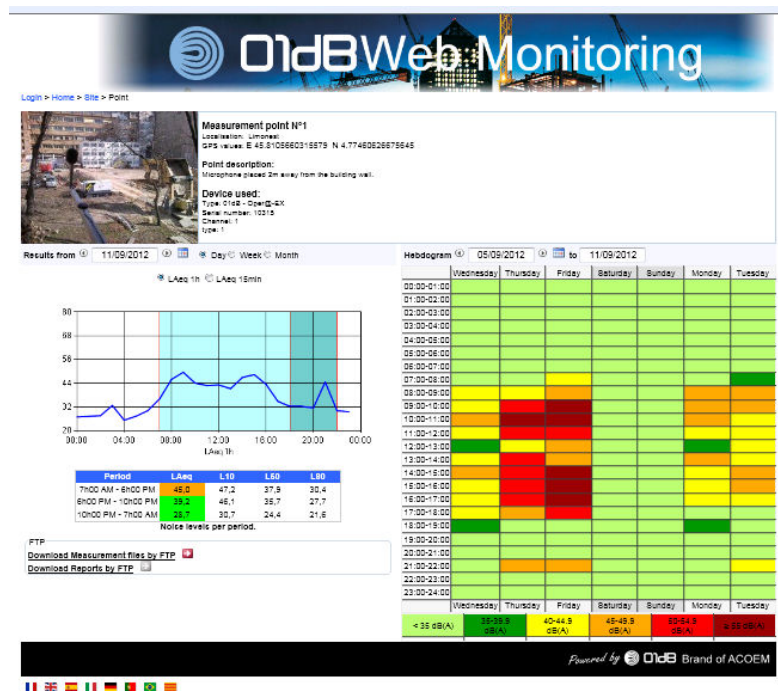 01dB Web Monitoring
Login > Home > Site > Point
Measurement point N°1
Localisation: Limonest
GPS values: E 45.8105660315579 N 4.77460826675645
Point description:
Microphone placed 2m away from the building wall.
Device used:
Type: 01dB - Oper@-EX
Serial number: 10315
Channel: 1
type: 1
Results from 11/09/2012 Day Week Month
LAeq 1h LAeq 15min
80
68
56
44
32
20
00:00 04:00 08:00 12:00 16:00 20:00 00:00
LAeq 1h
Period LAeq L10 L50 L90
7h00 AM - 6h00 PM 45,0 47,2 37,9 30,4
6h00 PM - 10h00 PM 39,2 45,1 35,7 27,7
10h00 PM - 7h00 AM 28,7 30,7 24,4 21,6
Noise levels per period.
FTP
Download Measurement files by FTP
Download Reports by FTP
Hebdogram 05/09/2012 to 11/09/2012
Wednesday Thursday Friday Saturday Sunday Monday Tuesday
00:00-01:00
01:00-02:00
02:00-03:00
03:00-04:00
04:00-05:00
05:00-06:00
06:00-07:00
07:00-08:00
08:00-09:00
09:00-10:00
10:00-11:00
11:00-12:00
12:00-13:00
13:00-14:00
14:00-15:00
15:00-16:00
16:00-17:00
17:00-18:00
18:00-19:00
19:00-20:00
20:00-21:00
21:00-22:00
22:00-23:00
23:00-24:00
Wednesday Thursday Friday Saturday Sunday Monday Tuesday
< 35 dB(A) 35-39.9 dB(A) 40-44.9 dB(A) 45-49.9 dB(A) 50-54.9 dB(A) ≥ 55 dB(A)
Powered by 01dB Brand of ACOEM